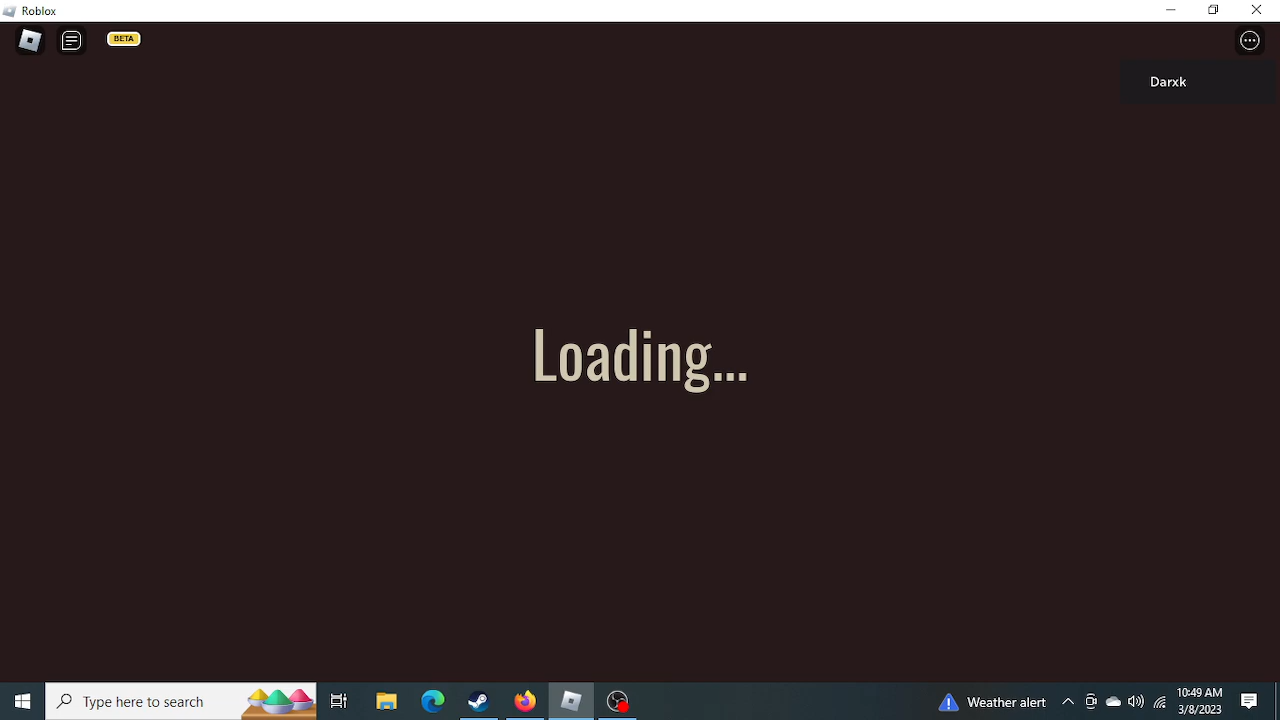 Roblox
BETA
Darxk
Loading...
Type here to search
Weather alert
10:49 AM
3/8/2023